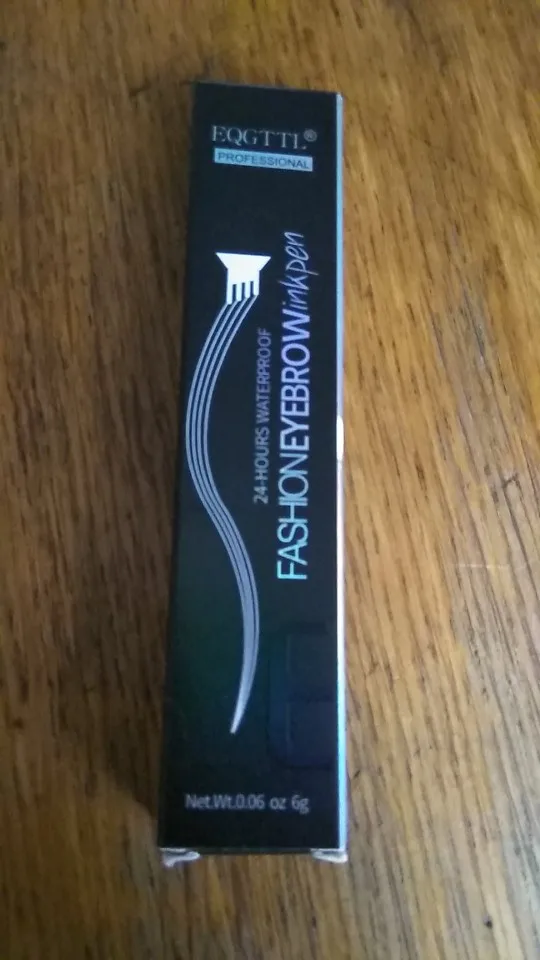 EQGTTL®
PROFESSIONAL
24-HOURS WATERPROOF
FASHIONEYEBROWinkpen
Net.Wt.0.06 oz 6g